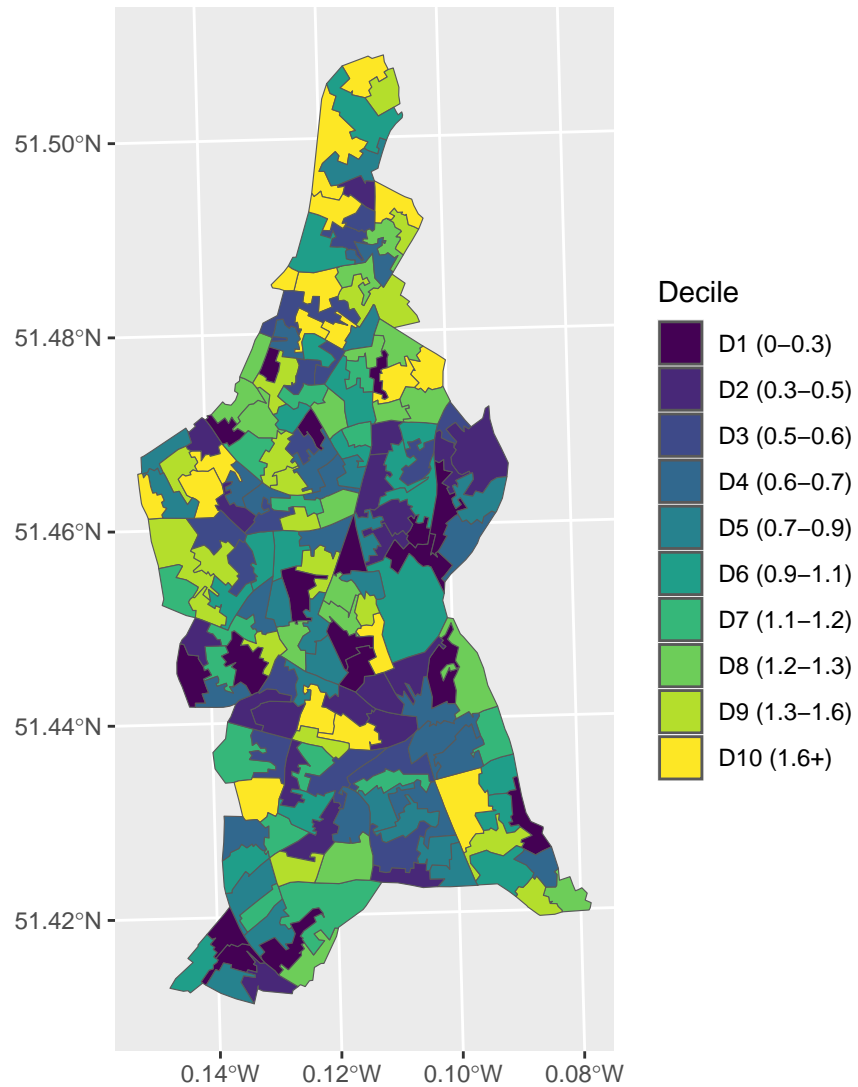 51.50°N
51.48°N
51.46°N
51.44°N
51.42°N
0.14°W
0.12°W
0.10°W
0.08°W
Decile
D1 (0−0.3)
D2 (0.3−0.5)
D3 (0.5−0.6)
D4 (0.6−0.7)
D5 (0.7−0.9)
D6 (0.9−1.1)
D7 (1.1−1.2)
D8 (1.2−1.3)
D9 (1.3−1.6)
D10 (1.6+)